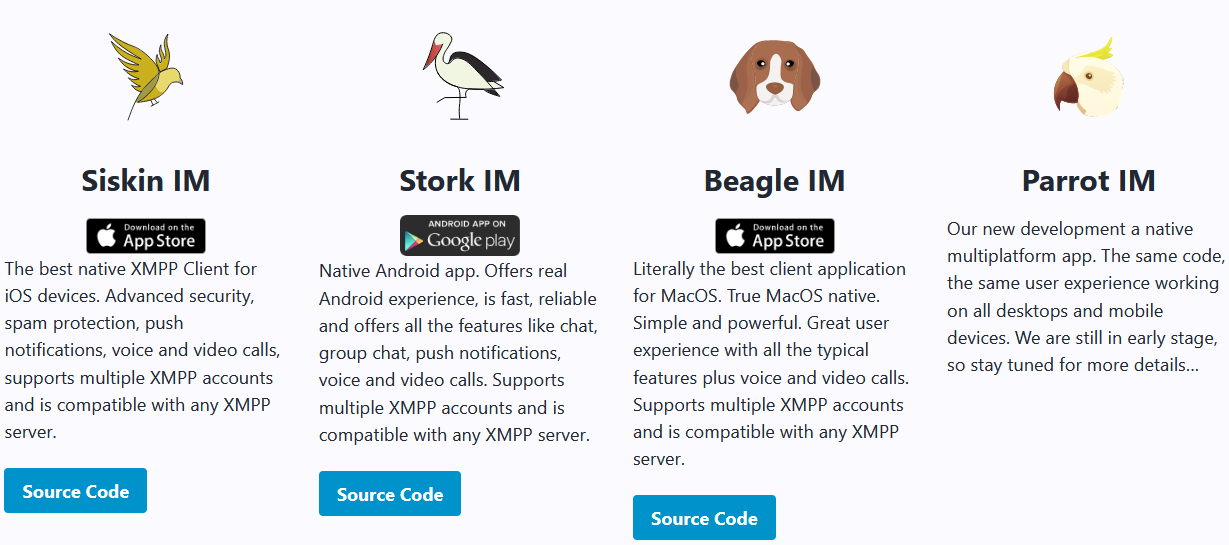 Siskin IM
Download on the
App Store
The best native XMPP Client for
iOS devices. Advanced security,
spam protection, push
notifications, voice and video calls,
supports multiple XMPP accounts
and is compatible with any XMPP
server.
Source Code
Stork IM
ANDROID APP ON
Google play
Native Android app. Offers real
Android experience, is fast, reliable
and offers all the features like chat,
group chat, push notifications,
voice and video calls. Supports
multiple XMPP accounts and is
compatible with any XMPP server.
Source Code
Beagle IM
Download on the
App Store
Literally the best client application
for MacOS. True MacOS native.
Simple and powerful. Great user
experience with all the typical
features plus voice and video calls.
Supports multiple XMPP accounts
and is compatible with any XMPP
server.
Source Code
Parrot IM
Our new development a native
multiplatform app. The same code,
the same user experience working
on all desktops and mobile
devices. We are still in early stage,
so stay tuned for more details...